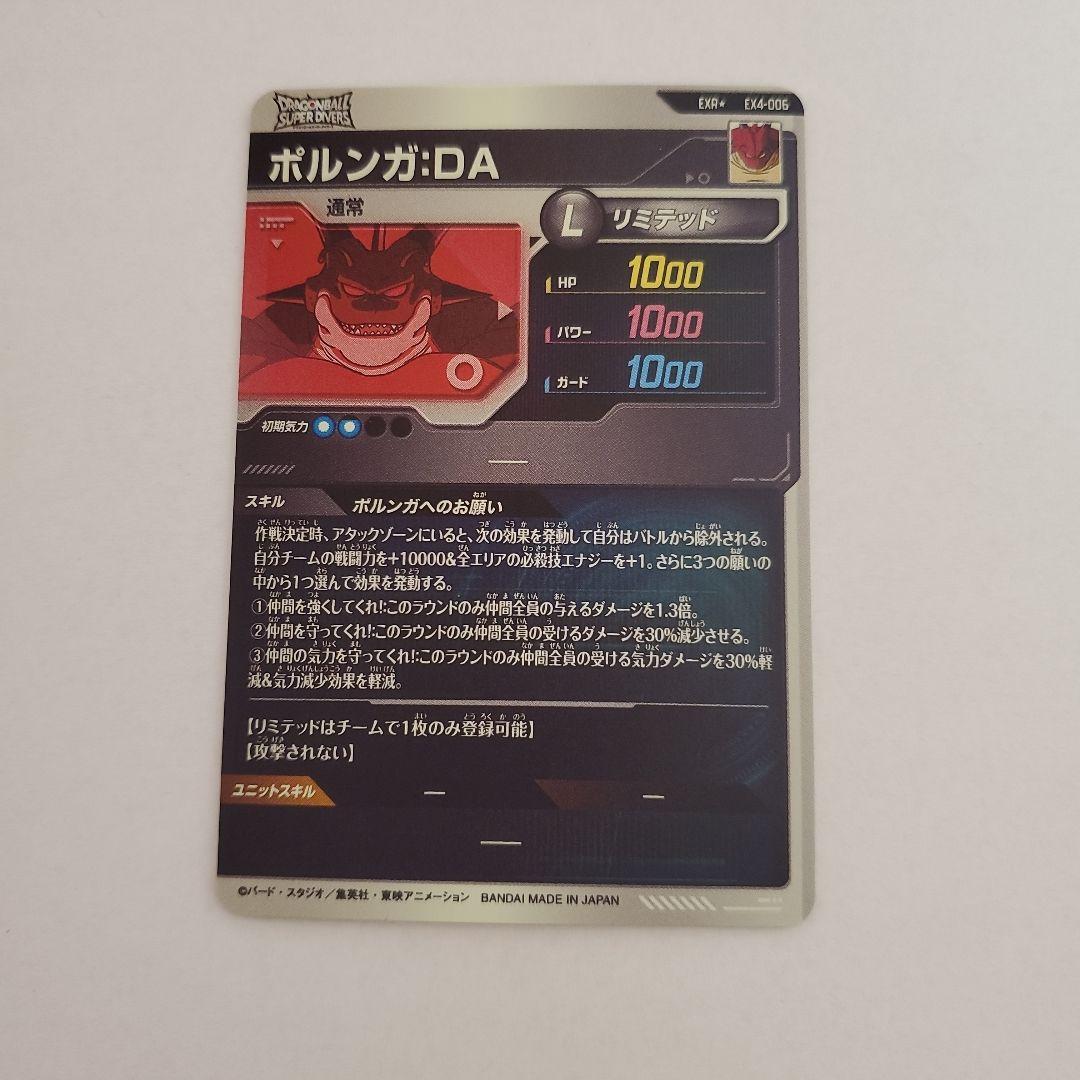 DRAGONBALL
SUPER DIVERS
EXR★ EX4-006
ポルンガ:DA
通常
L リミテッド
HP 1000
パワー 1000
ガード 1000
初期気力
スキル ポルンガへのお願い
作戦決定時、アタックゾーンにいると、次の効果を発動して自分はバトルから除外される。
自分チームの戦闘力を+10000&全エリアの必殺技エナジーを+1。さらに3つの願いの
中から1つ選んで効果を発動する。
①仲間を強くしてくれ!:このラウンドのみ仲間全員の与えるダメージを1.3倍。
②仲間を守ってくれ!:このラウンドのみ仲間全員の受けるダメージを30%減少させる。
③仲間の気力を守ってくれ!:このラウンドのみ仲間全員の受ける気力ダメージを30%軽
減&気力減少効果を軽減。
【リミテッドはチームで1枚のみ登録可能】
【攻撃されない】
ユニットスキル
©バード・スタジオ/集英社・東映アニメーション BANDAI MADE IN JAPAN